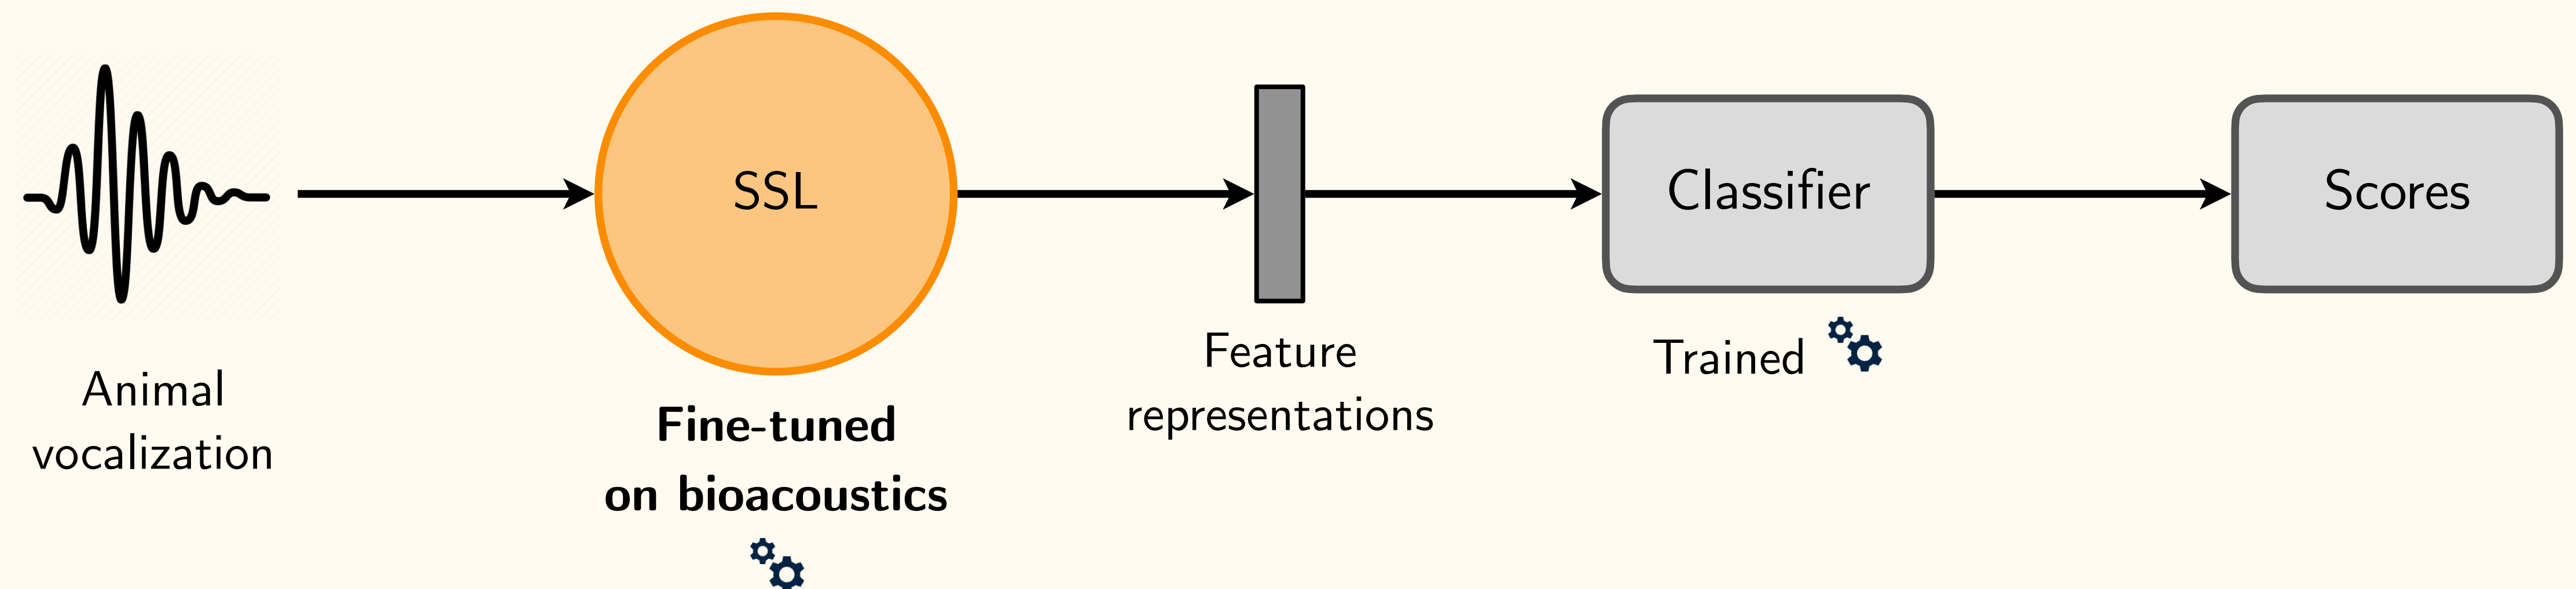 Animal
vocalization
SSL
Fine-tuned
on bioacoustics
Feature
representations
Classifier
Trained
Scores